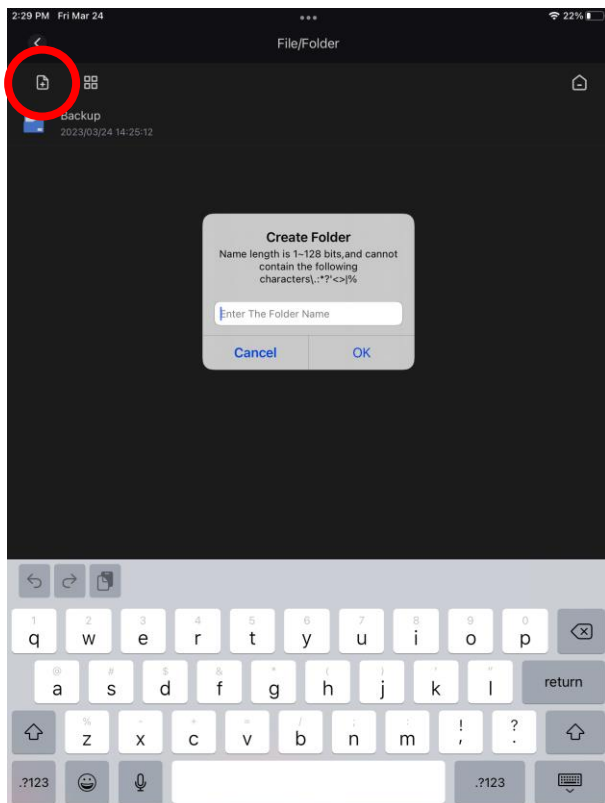 2:29 PM Fri Mar 24
22%
File/Folder
Backup
2023/03/24 14:25:12
Create Folder
Name length is 1~128 bits,and cannot
contain the following
characters\.:*?'<>|%
Enter The Folder Name
Cancel OK
1 2 3 4 5 6 7 8 9 0
q w e r t y u i o p
@ # $ & * ( ) ' "
a s d f g h j k l return
% - + = / ; : ! ?
z x c v b n m , .
.?123 .?123